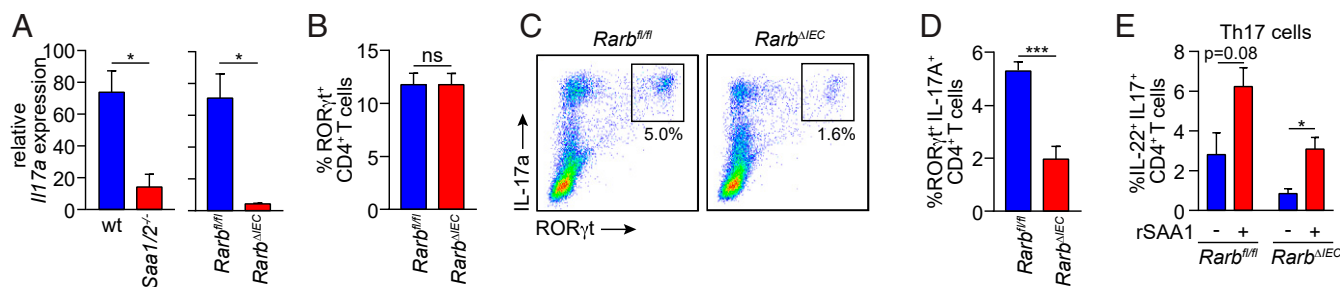 A
relative
Il17a expression
100
80
60
40
20
0
*
*
wt
Saa1/2-/-
Rarbfl/fl
RarbΔIEC
B
% RORγt+
CD4+ T cells
15
10
5
0
ns
Rarbfl/fl
RarbΔIEC
C
Rarbfl/fl
RarbΔIEC
5.0%
1.6%
IL-17a
RORγt
D
%RORγt+ IL-17A+
CD4+ T cells
6
4
2
0
***
Rarbfl/fl
RarbΔIEC
E
Th17 cells
%IL-22+ IL17+
CD4+ T cells
8
6
4
2
0
p=0.08
*
rSAA1 - + - +
Rarbfl/fl RarbΔIEC